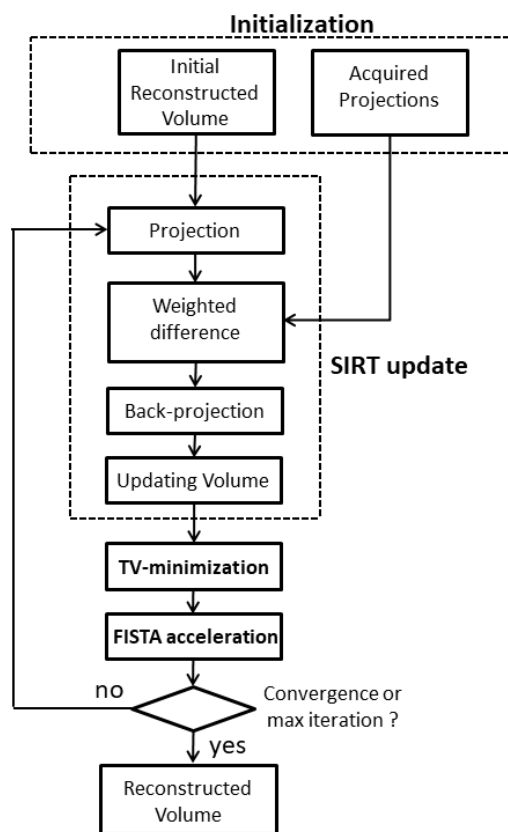 Initialization
Initial
Reconstructed
Volume
Acquired
Projections
Projection
Weighted
difference
SIRT update
Back-projection
Updating Volume
TV-minimization
FISTA acceleration
no
Convergence or
max iteration ?
yes
Reconstructed
Volume